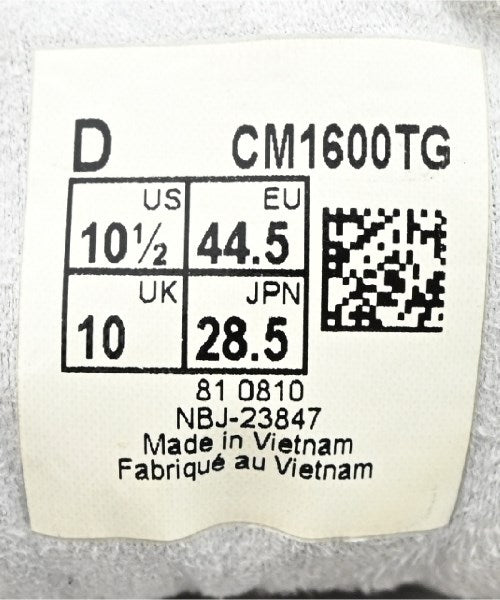 D CM1600TG
US EU
10½ 44.5
UK JPN
10 28.5
81 0810
NBJ-23847
Made in Vietnam
Fabriqué au Vietnam